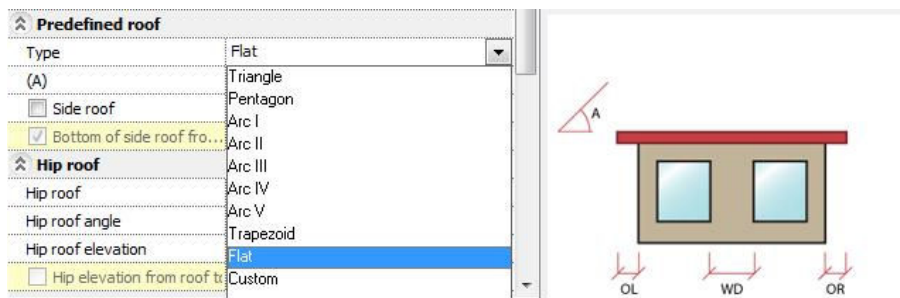 Predefined roof
Type Flat
(A) Triangle
Pentagon
Side roof
Arc I
Bottom of side roof fro... Arc II
Hip roof Arc III
Hip roof Arc IV
Hip roof angle Arc V
Trapezoid
Hip roof elevation Flat
Hip elevation from roof Custom
A
OL WD OR